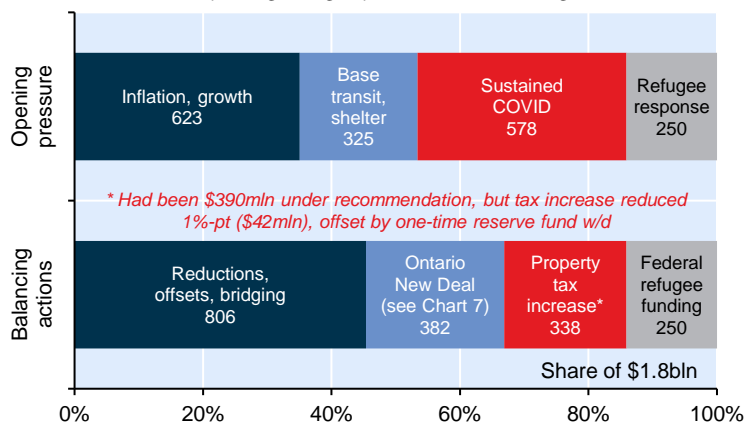 Opening
pressure
Inflation, growth
623
Base
transit,
shelter
325
Sustained
COVID
578
Refugee
response
250
* Had been $390mln under recommendation, but tax increase reduced
1%-pt ($42mln), offset by one-time reserve fund w/d
Balancing
actions
Reductions,
offsets, bridging
806
Ontario
New Deal
(see Chart 7)
382
Property
tax
increase*
338
Federal
refugee
funding
250
Share of $1.8bln
0%
20%
40%
60%
80%
100%